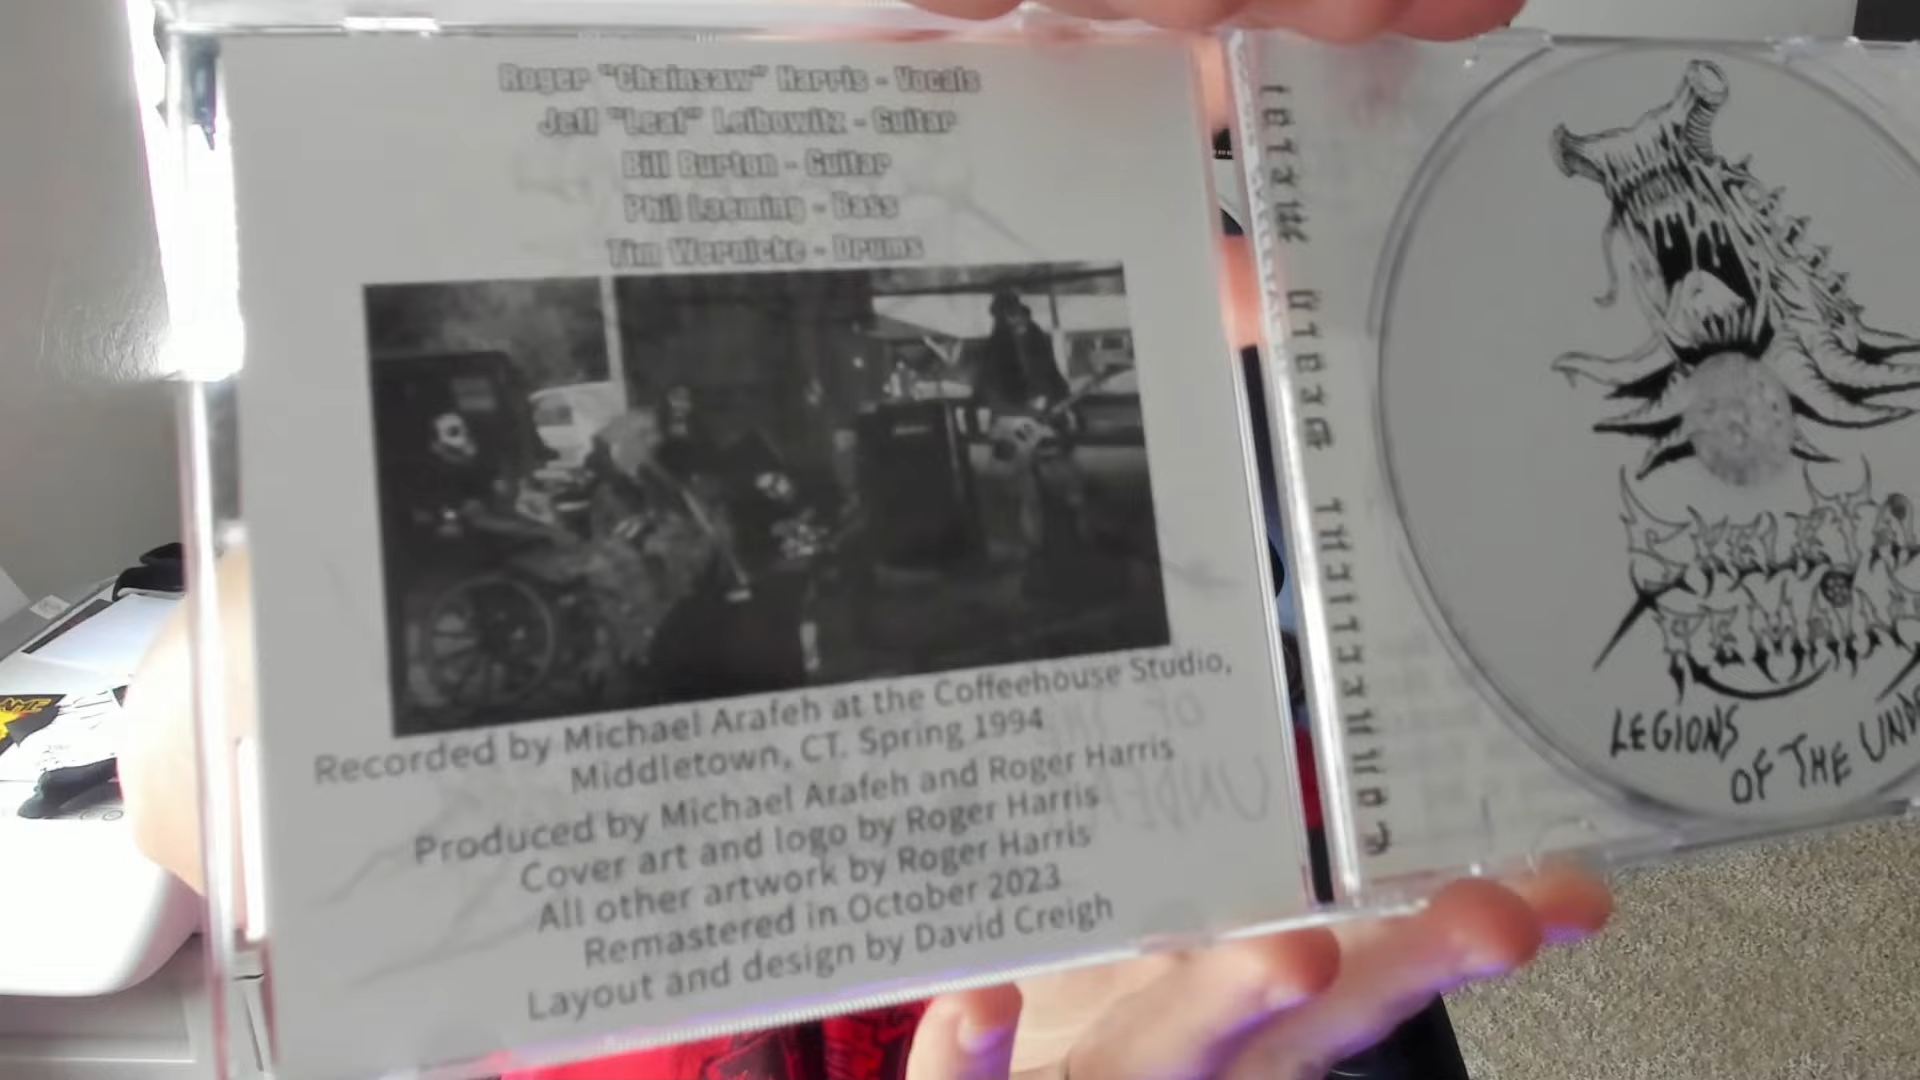 Roger "Chainsaw" Harris - Vocals
Jeff "Leaf" Leibowitz - Guitar
Bill Burton - Guitar
Phil Laeming - Bass
Tim Wernicke - Drums
Recorded by Michael Arafeh at the Coffeehouse Studio,
Middletown, CT. Spring 1994
Produced by Michael Arafeh and Roger Harris
Cover art and logo by Roger Harris
All other artwork by Roger Harris
Remastered in October 2023
Layout and design by David Creigh
LEGIONS
OF THE